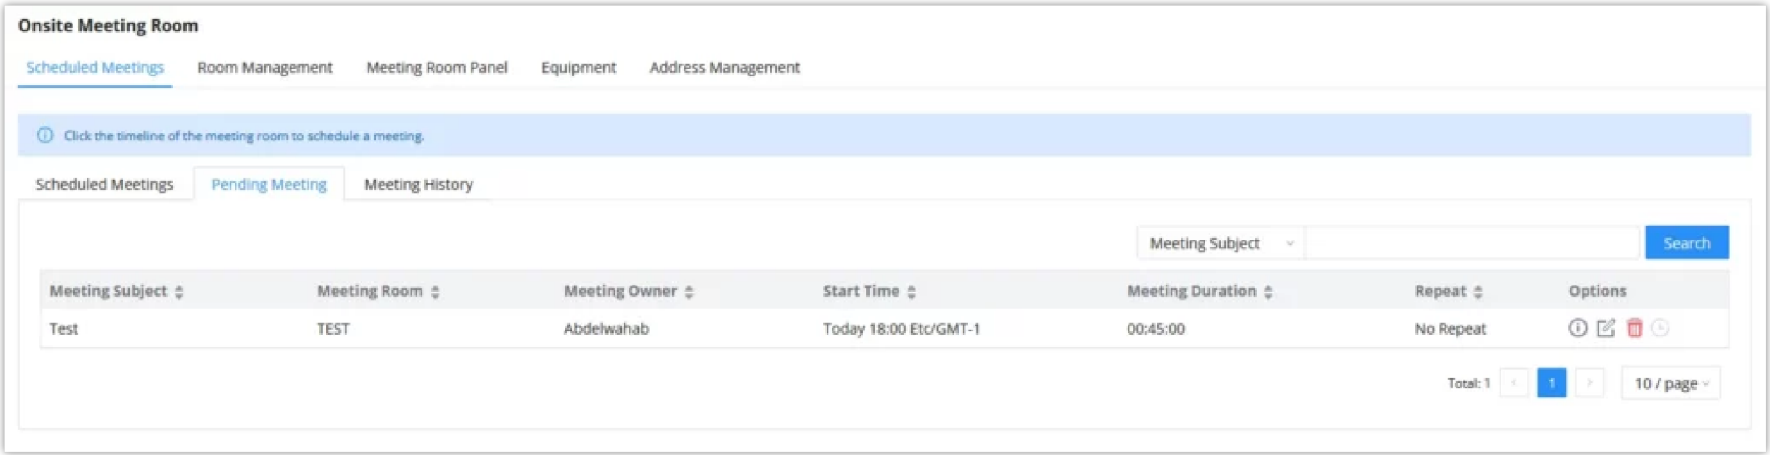 Onsite Meeting Room
Scheduled Meetings Room Management Meeting Room Panel Equipment Address Management
Click the timeline of the meeting room to schedule a meeting.
Scheduled Meetings Pending Meeting Meeting History
Meeting Subject Search
Meeting Subject Meeting Room Meeting Owner Start Time Meeting Duration Repeat Options
Test TEST Abdelwahab Today 18:00 Etc/GMT-1 00:45:00 No Repeat
Total: 1 < 1 > 10 / page